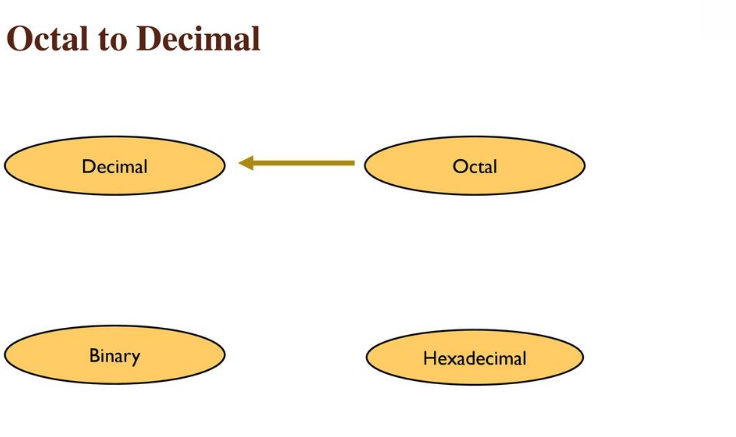 Octal to Decimal
Decimal
Octal
Binary
Hexadecimal